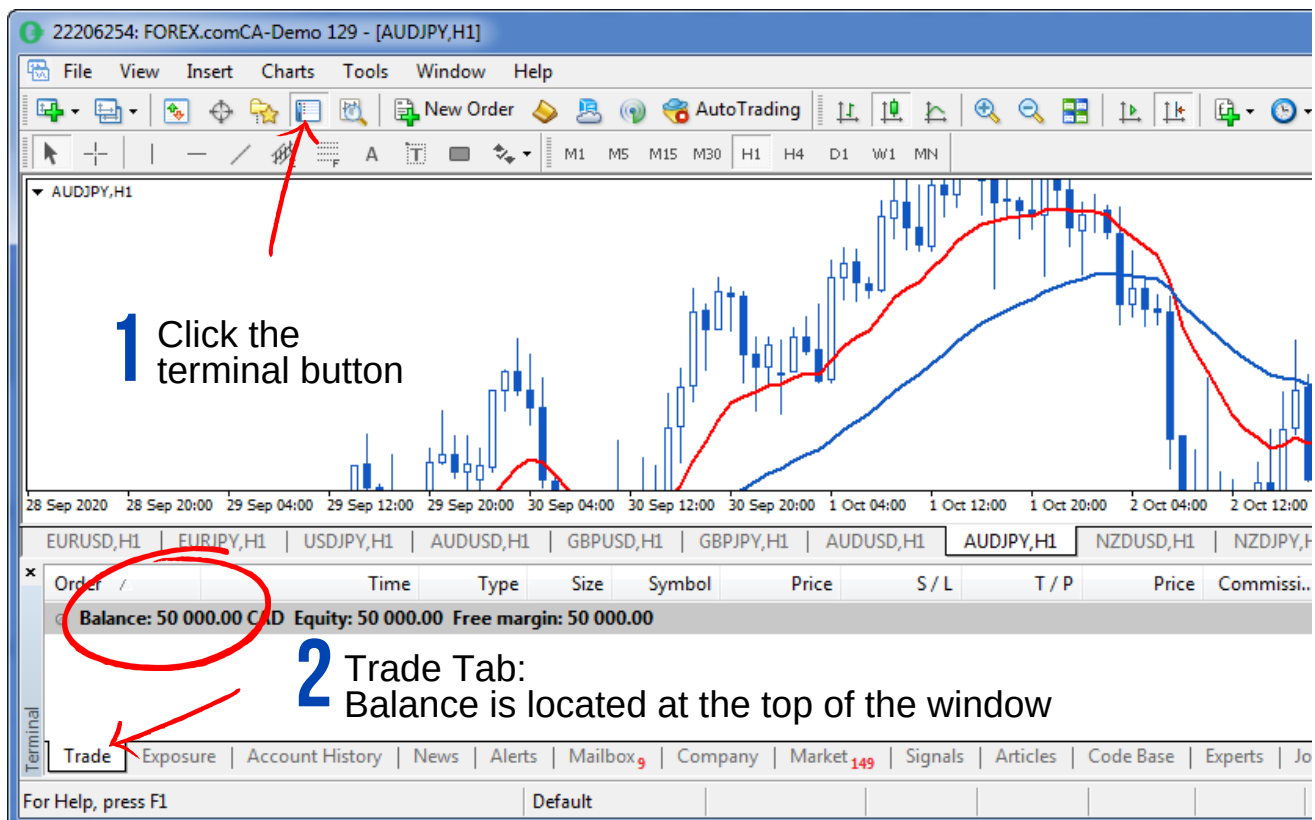 22206254: FOREX.comCA-Demo 129 - [AUDJPY,H1]
File View Insert Charts Tools Window Help
New Order AutoTrading
A T M1 M5 M15 M30 H1 H4 D1 W1 MN
AUDJPY,H1
1 Click the
terminal button
28 Sep 2020 28 Sep 20:00 29 Sep 04:00 29 Sep 12:00 29 Sep 20:00 30 Sep 04:00 30 Sep 12:00 30 Sep 20:00 1 Oct 04:00 1 Oct 12:00 1 Oct 20:00 2 Oct 04:00 2 Oct 12:00
EURUSD,H1 | EURJPY,H1 | USDJPY,H1 | AUDUSD,H1 | GBPUSD,H1 | GBPJPY,H1 | AUDUSD,H1 AUDJPY,H1 NZDUSD,H1 | NZDJPY,H
Order / Time Type Size Symbol Price S / L T / P Price Commissi...
Balance: 50 000.00 CAD Equity: 50 000.00 Free margin: 50 000.00
2 Trade Tab:
Balance is located at the top of the window
Terminal
Trade Exposure | Account History | News | Alerts | Mailbox 9 | Company | Market 149 | Signals | Articles | Code Base | Experts | Jo
For Help, press F1 Default